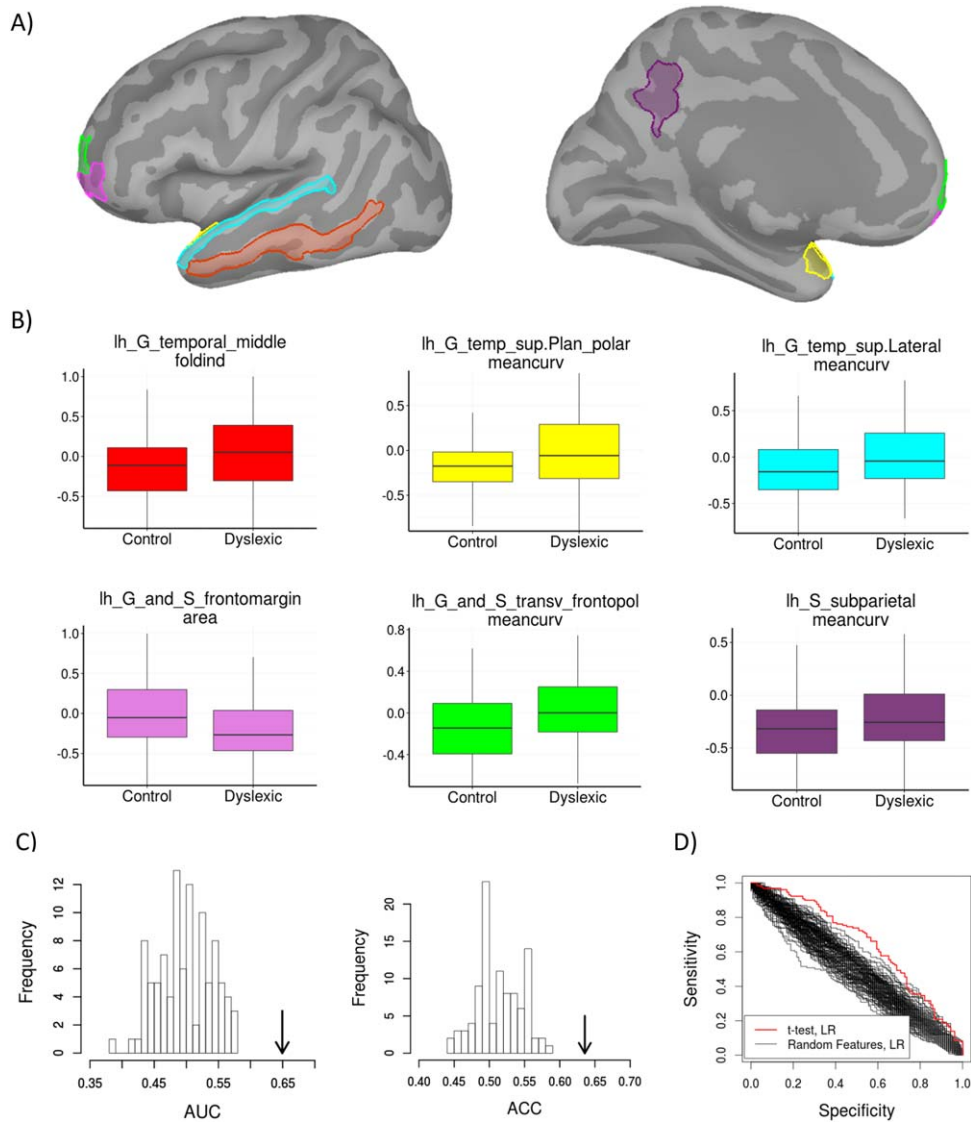 A)
B)
lh_G_temporal_middle
foldind
1.0
0.5
0.0
-0.5
Control Dyslexic
lh_G_temp_sup.Plan_polar
meancurv
0.5
0.0
-0.5
Control Dyslexic
lh_G_temp_sup.Lateral
meancurv
0.5
0.0
-0.5
Control Dyslexic
lh_G_and_S_frontomargin
area
1.0
0.5
0.0
-0.5
Control Dyslexic
lh_G_and_S_transv_frontopol
meancurv
0.8
0.4
0.0
-0.4
Control Dyslexic
lh_S_subparietal
meancurv
0.5
0.0
-0.5
Control Dyslexic
C)
Frequency
0 2 4 6 8 10 12
0.35 0.45 0.55 0.65
AUC
Frequency
0 5 10 20
0.40 0.45 0.50 0.55 0.60 0.65 0.70
ACC
D)
Sensitivity
0.0 0.2 0.4 0.6 0.8 1.0
t-test, LR
Random Features, LR
0.0 0.2 0.4 0.6 0.8 1.0
Specificity